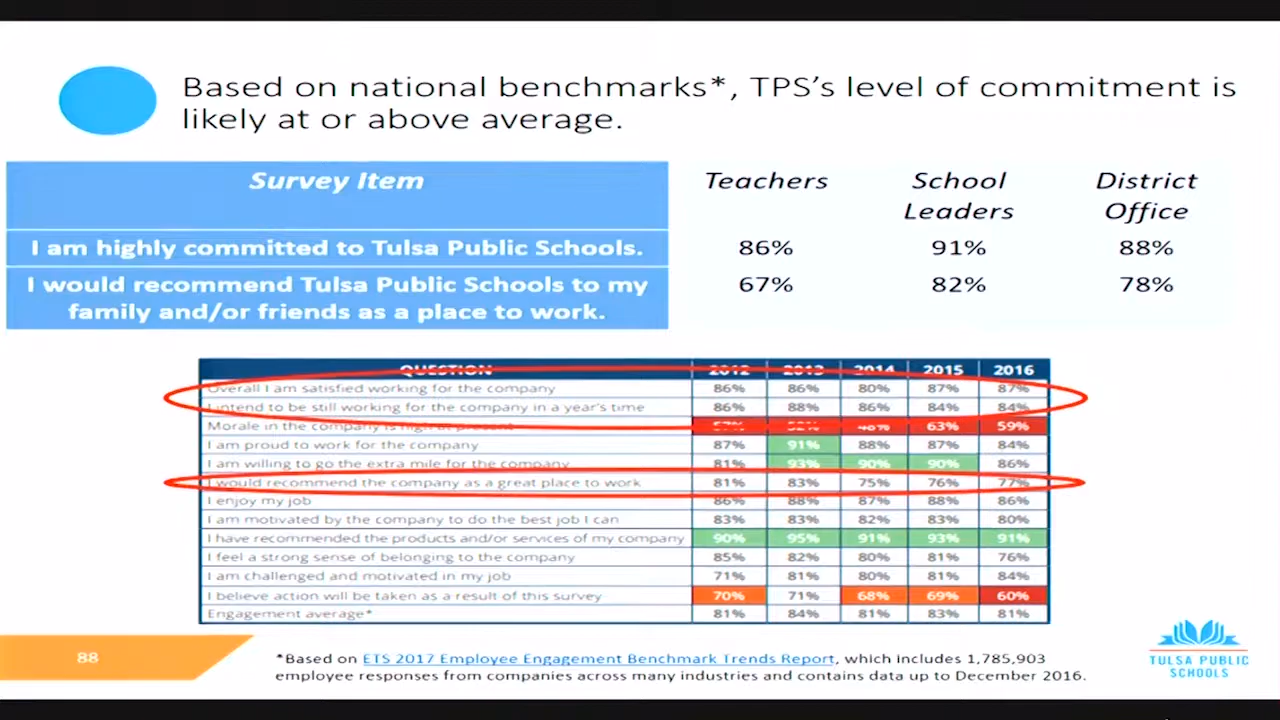 Based on national benchmarks*, TPS's level of commitment is
likely at or above average.
Survey Item Teachers School Leaders District Office
I am highly committed to Tulsa Public Schools. 86% 91% 88%
I would recommend Tulsa Public Schools to my
family and/or friends as a place to work. 67% 82% 78%
QUESTION 2012 2013 2014 2015 2016
Overall I am satisfied working for the company 86% 86% 80% 87% 87%
I intend to be still working for the company in a year's time 86% 88% 86% 84% 84%
Morale in the company is high at present 63% 59%
I am proud to work for the company 87% 91% 88% 87% 84%
I am willing to go the extra mile for the company 81% 93% 90% 90% 86%
I would recommend the company as a great place to work 81% 83% 75% 76% 77%
I enjoy my job 86% 88% 87% 88% 86%
I am motivated by the company to do the best job I can 83% 83% 82% 83% 80%
I have recommended the products and/or services of my company 90% 95% 91% 93% 91%
I feel a strong sense of belonging to the company 85% 82% 80% 81% 76%
I am challenged and motivated in my job 71% 81% 80% 81% 84%
I believe action will be taken as a result of this survey 70% 71% 68% 69% 60%
Engagement average* 81% 84% 81% 83% 81%
88
*Based on ETS 2017 Employee Engagement Benchmark Trends Report, which includes 1,785,903
employee responses from companies across many industries and contains data up to December 2016.
TULSA PUBLIC
SCHOOLS